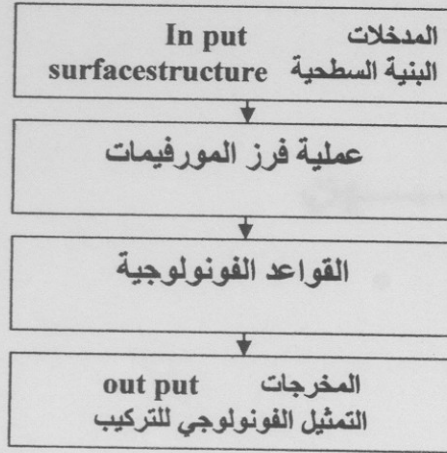 المدخلات In put
البنية السطحية surfacestructure
عملية فرز المورفيمات
القواعد الفونولوجية
المخرجات out put
التمثيل الفونولوجي للتركيب